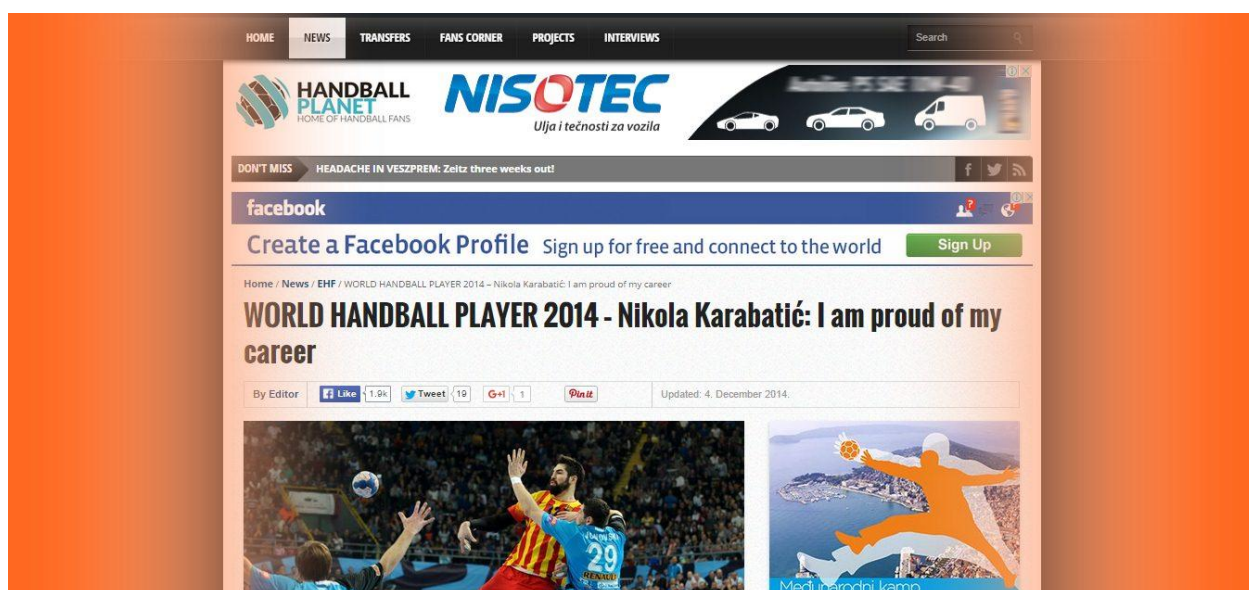 HOME NEWS TRANSFERS FANS CORNER PROJECTS INTERVIEWS Search
HANDBALL
PLANET
HOME OF HANDBALL FANS
NISOTEC
Ulja i tečnosti za vozila
DON'T MISS HEADACHE IN VESZPREM: Zeitz three weeks out!
facebook
Create a Facebook Profile Sign up for free and connect to the world Sign Up
Home / News / EHF / WORLD HANDBALL PLAYER 2014 – Nikola Karabatić: I am proud of my career
WORLD HANDBALL PLAYER 2014 - Nikola Karabatić: I am proud of my
career
By Editor Like 1.9k Tweet 19 G+1 1 Pin it Updated: 4. December 2014.
29
RENAULT
Međunarodni kamp